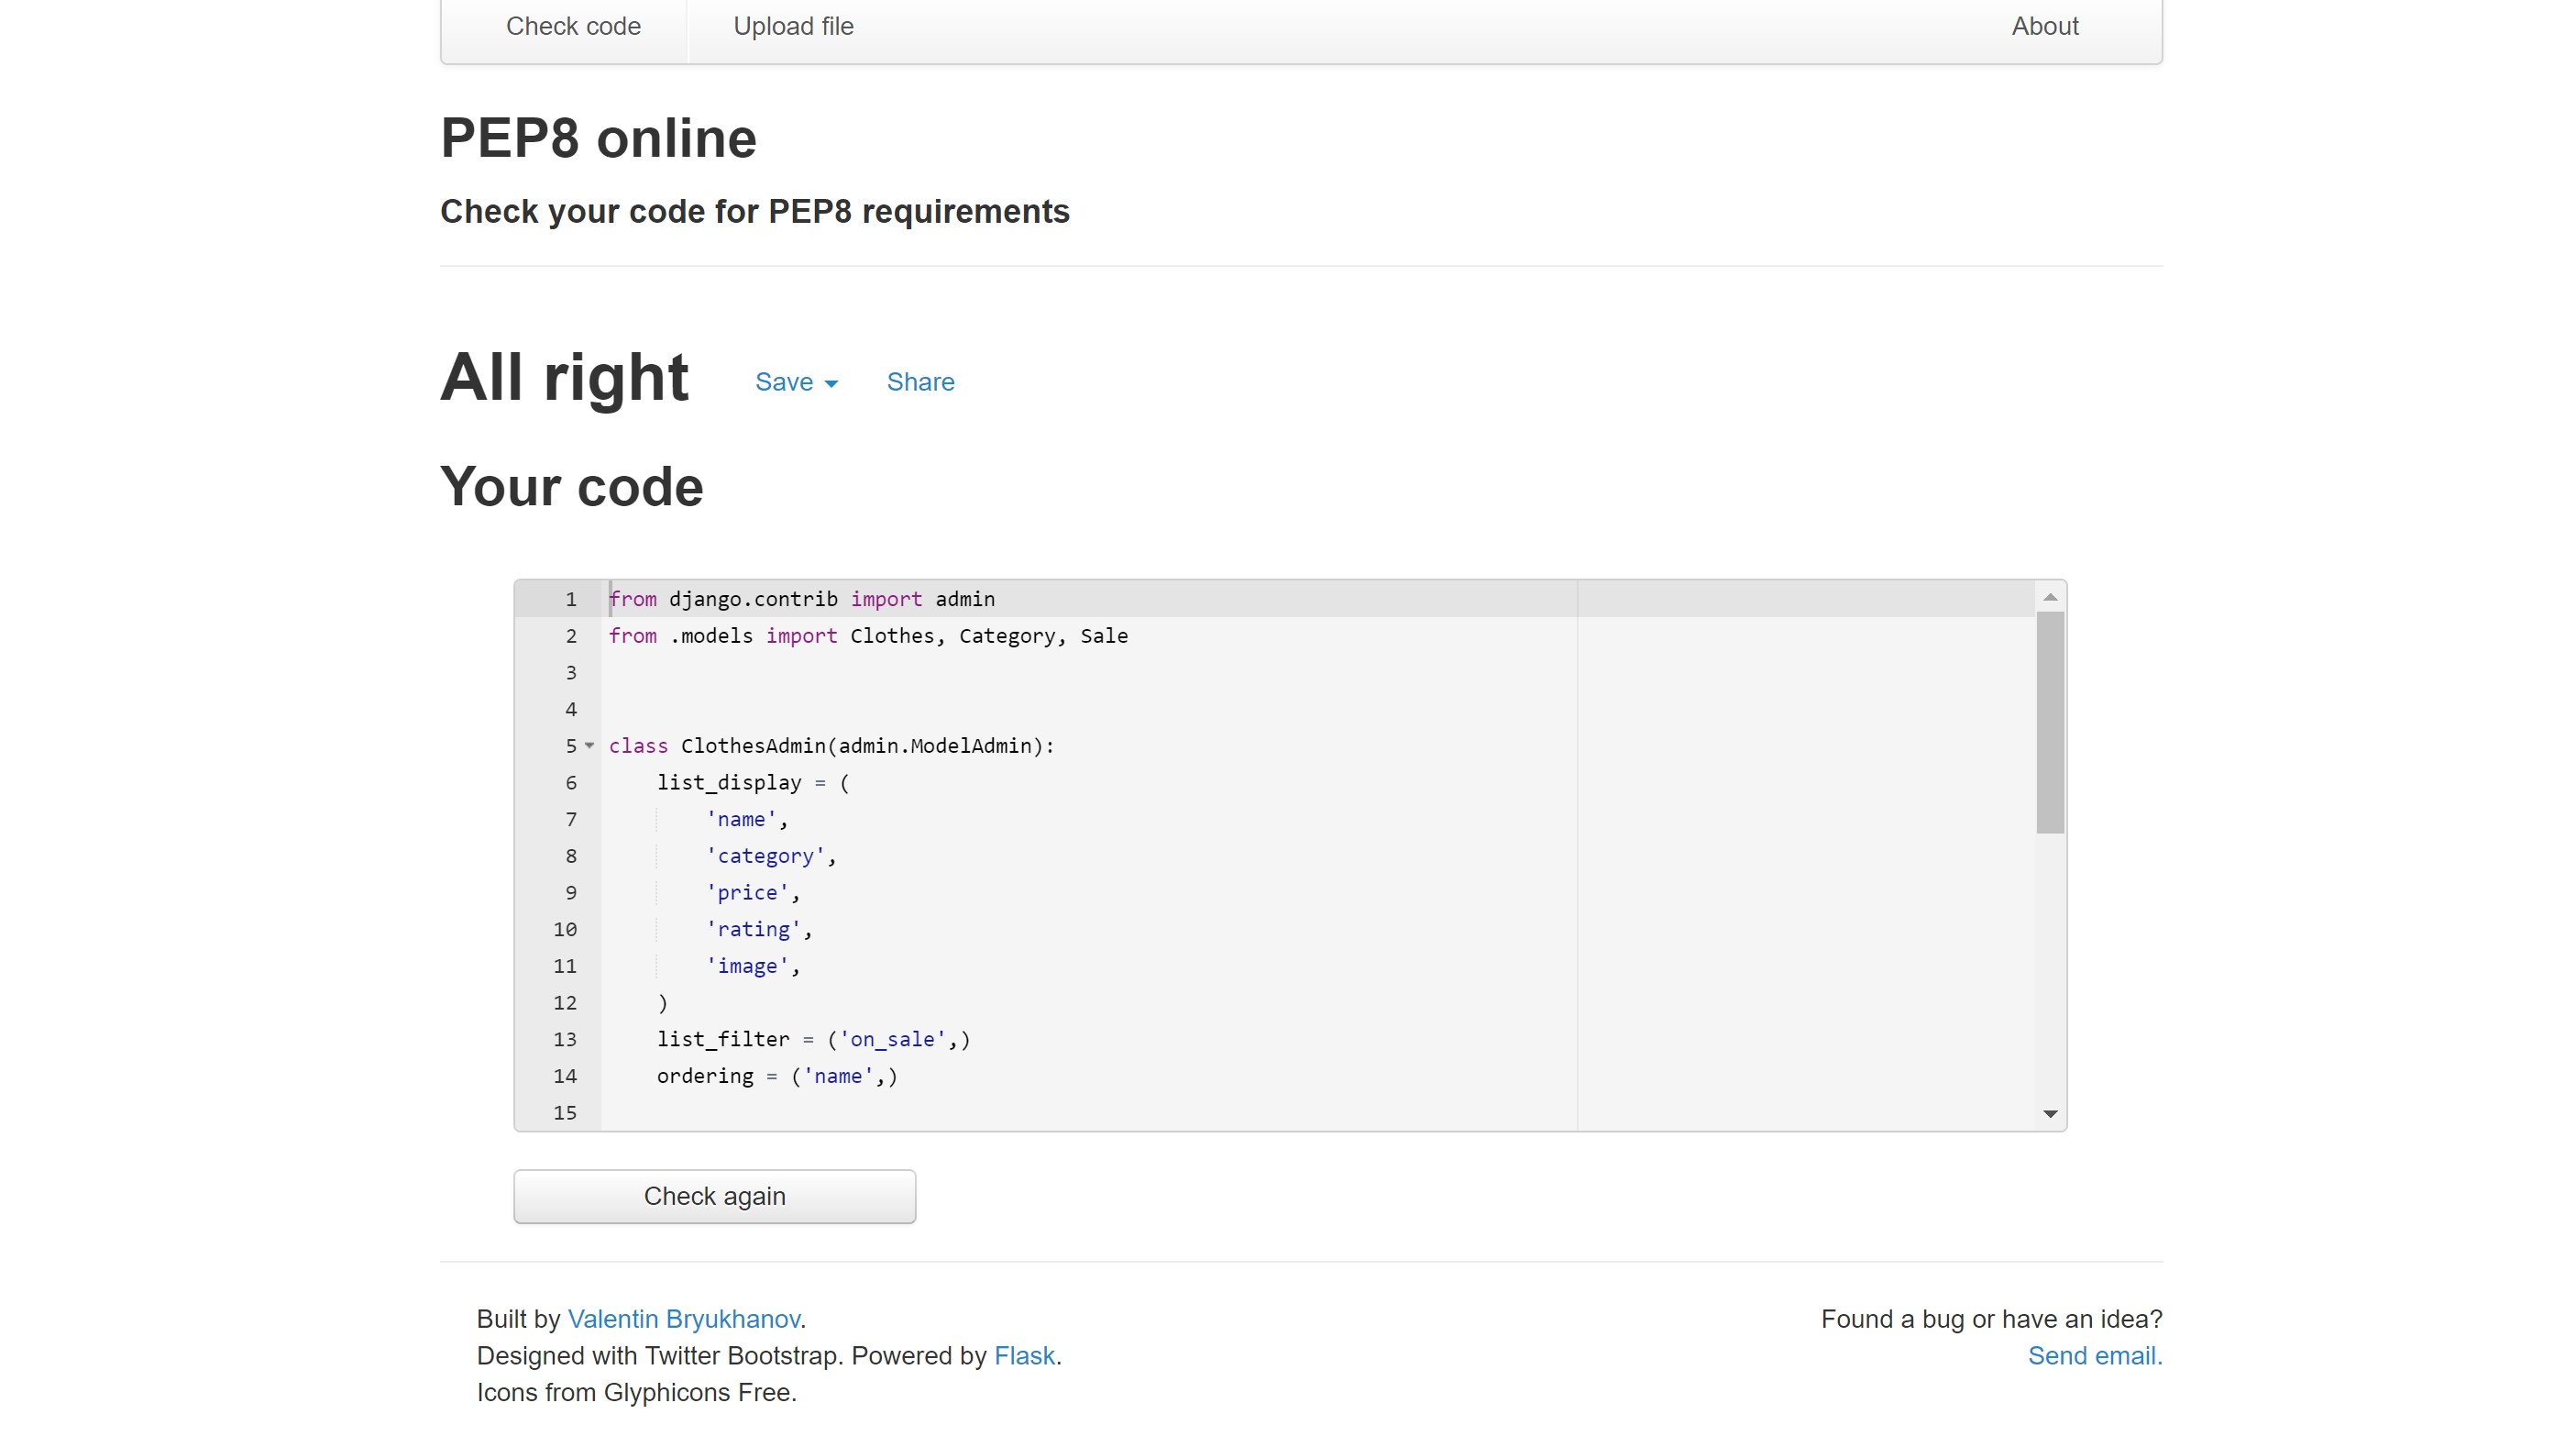 Check code Upload file About
PEP8 online
Check your code for PEP8 requirements
All right Save Share
Your code
1 from django.contrib import admin
2 from .models import Clothes, Category, Sale
3
4
5 class ClothesAdmin(admin.ModelAdmin):
6     list_display = (
7         'name',
8         'category',
9         'price',
10         'rating',
11         'image',
12     )
13     list_filter = ('on_sale',)
14     ordering = ('name',)
15
Check again
Built by Valentin Bryukhanov.
Designed with Twitter Bootstrap. Powered by Flask.
Icons from Glyphicons Free.
Found a bug or have an idea?
Send email.